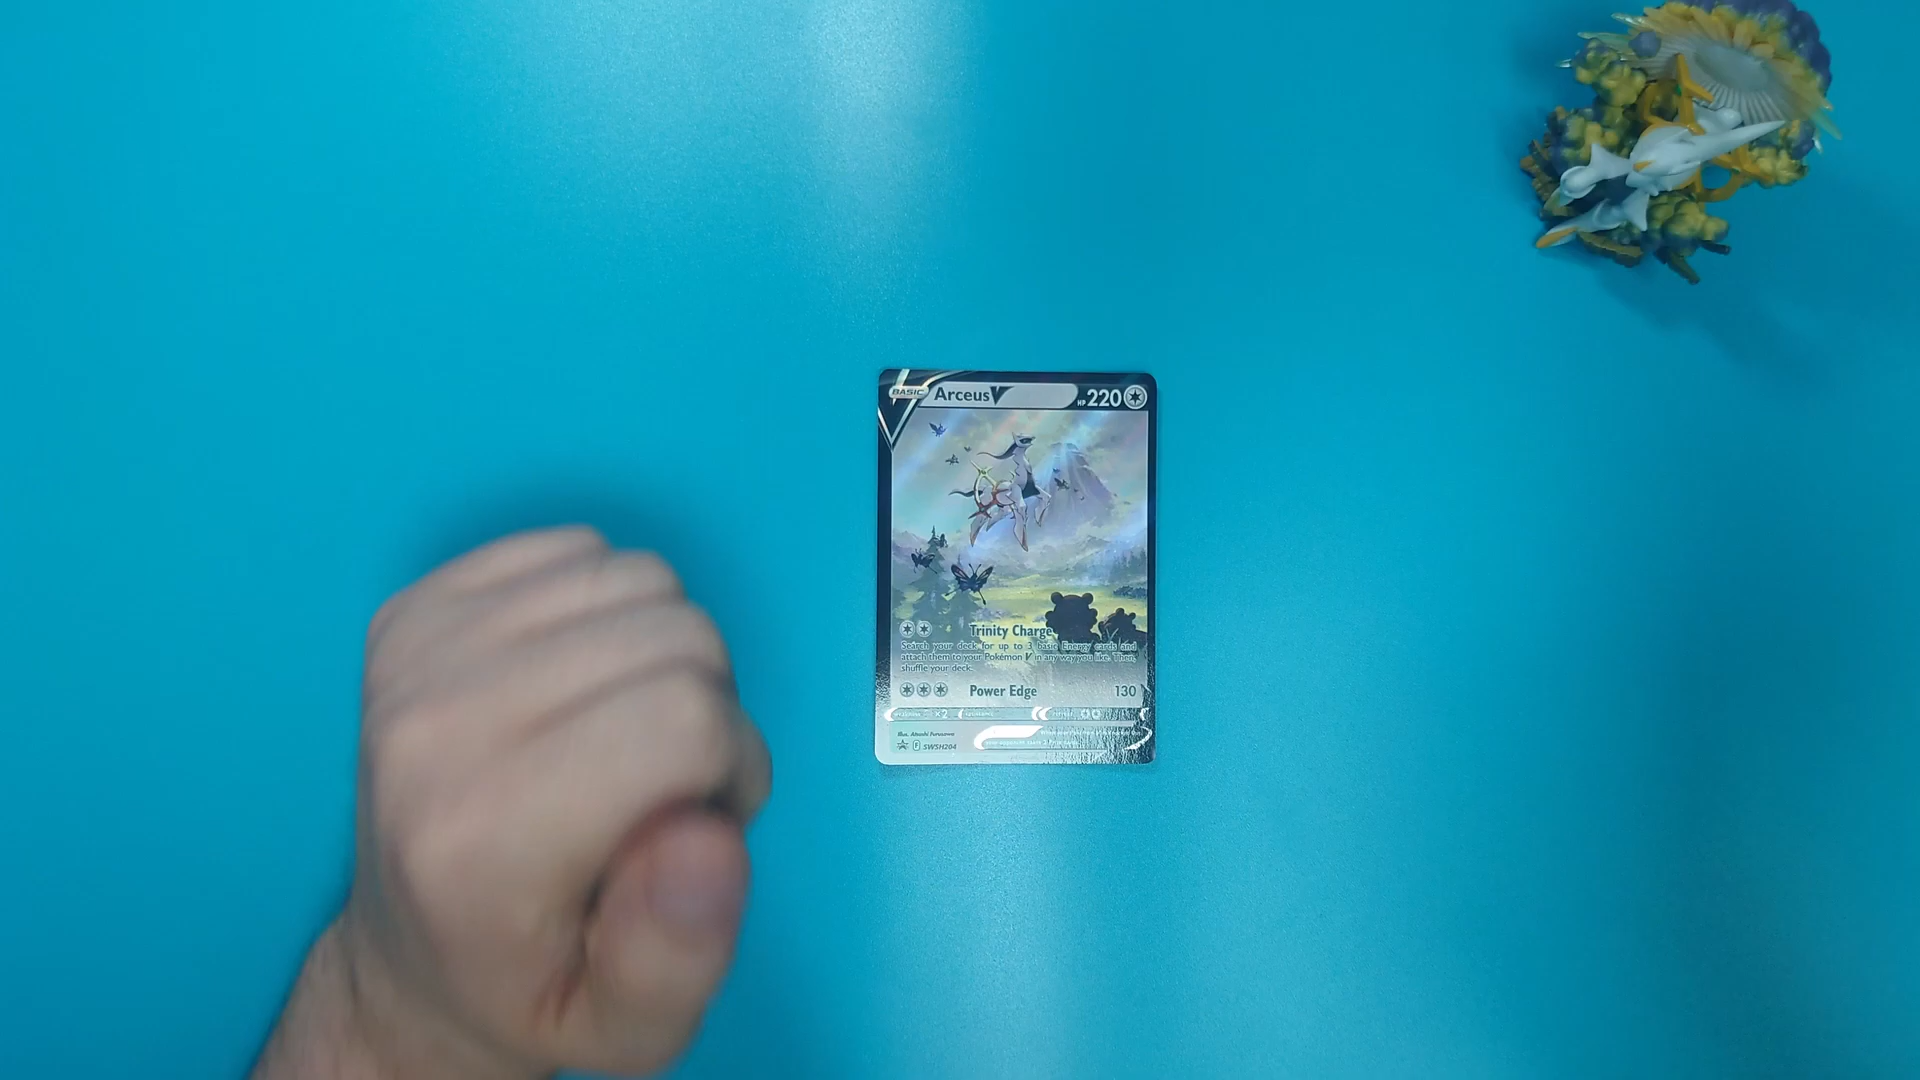 BASIC Arceus V HP 220
Trinity Charge
Search your deck for up to 3 basic Energy cards and
attach them to your Pokémon V in any way you like. Then,
shuffle your deck.
Power Edge 130
x2
Illus. Atsushi Furusawa
F SWSH204